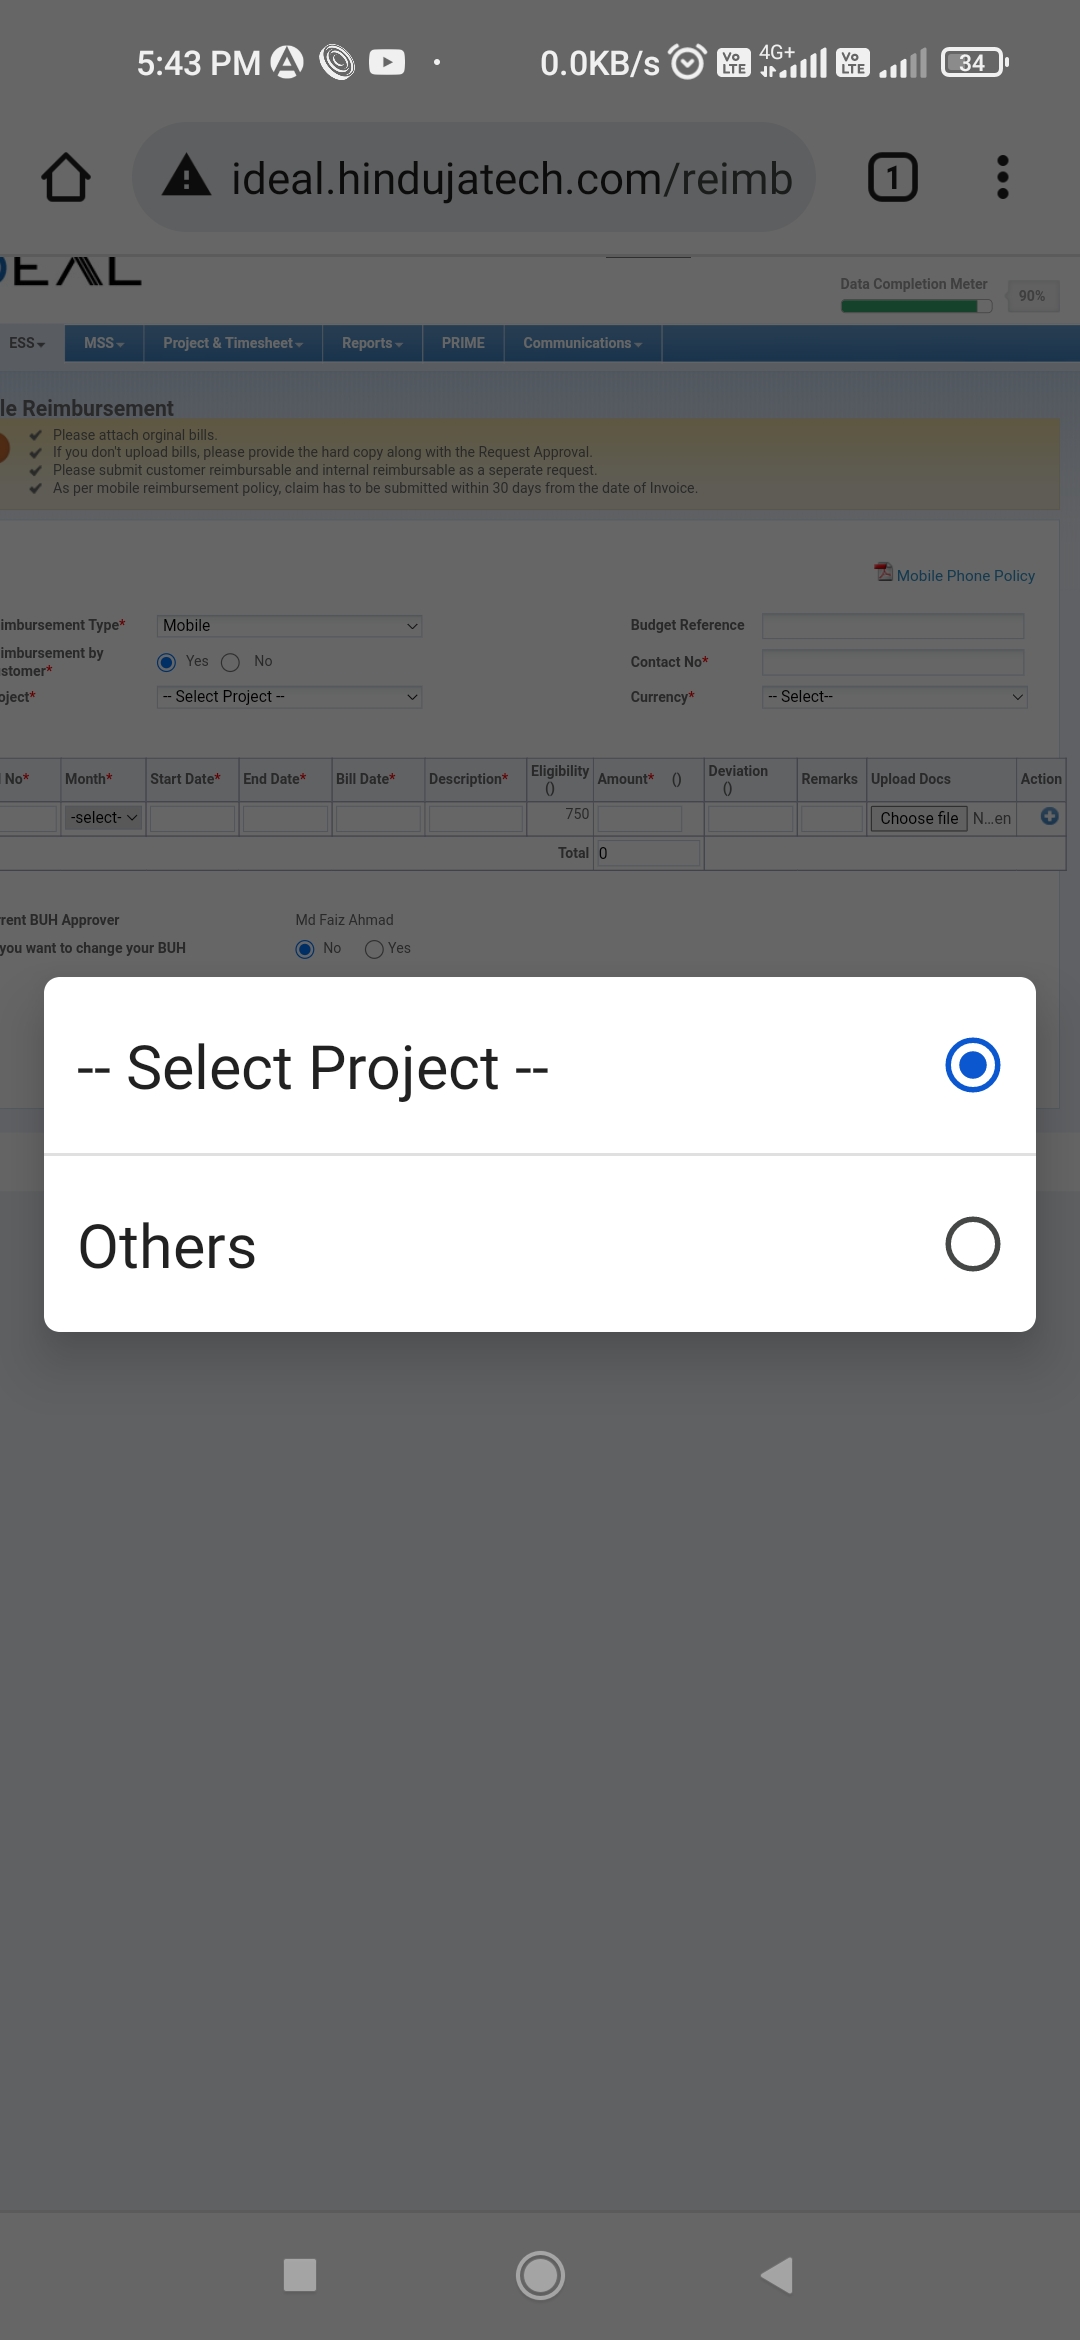 5:43 PM 0.0KB/s Vo LTE 4G+ Vo LTE 34
ideal.hindujatech.com/reimb 1
DEAL
Data Completion Meter 90%
ESS MSS Project & Timesheet Reports PRIME Communications
le Reimbursement
Please attach orginal bills.
If you don't upload bills, please provide the hard copy along with the Request Approval.
Please submit customer reimbursable and internal reimbursable as a seperate request.
As per mobile reimbursement policy, claim has to be submitted within 30 days from the date of Invoice.
Mobile Phone Policy
imbursement Type* Mobile Budget Reference
imbursement by
stomer* Yes No Contact No*
oject* -- Select Project -- Currency* -- Select--
l No* Month* Start Date* End Date* Bill Date* Description* Eligibility () Amount* () Deviation () Remarks Upload Docs Action
-select- 750 Choose file N...en
Total 0
rrent BUH Approver Md Faiz Ahmad
you want to change your BUH No Yes
-- Select Project --
Others